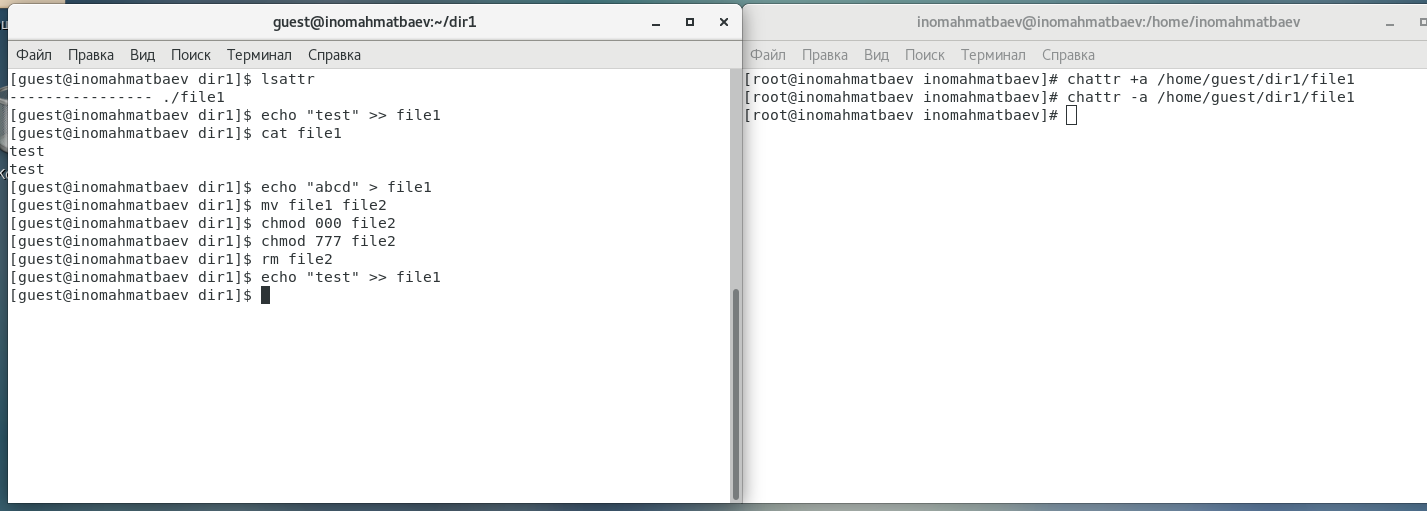 guest@inomahmatbaev:~/dir1
Файл Правка Вид Поиск Терминал Справка
[guest@inomahmatbaev dir1]$ lsattr
---------------- ./file1
[guest@inomahmatbaev dir1]$ echo "test" >> file1
[guest@inomahmatbaev dir1]$ cat file1
test
test
[guest@inomahmatbaev dir1]$ echo "abcd" > file1
[guest@inomahmatbaev dir1]$ mv file1 file2
[guest@inomahmatbaev dir1]$ chmod 000 file2
[guest@inomahmatbaev dir1]$ chmod 777 file2
[guest@inomahmatbaev dir1]$ rm file2
[guest@inomahmatbaev dir1]$ echo "test" >> file1
[guest@inomahmatbaev dir1]$
inomahmatbaev@inomahmatbaev:/home/inomahmatbaev
Файл Правка Вид Поиск Терминал Справка
[root@inomahmatbaev inomahmatbaev]# chattr +a /home/guest/dir1/file1
[root@inomahmatbaev inomahmatbaev]# chattr -a /home/guest/dir1/file1
[root@inomahmatbaev inomahmatbaev]#